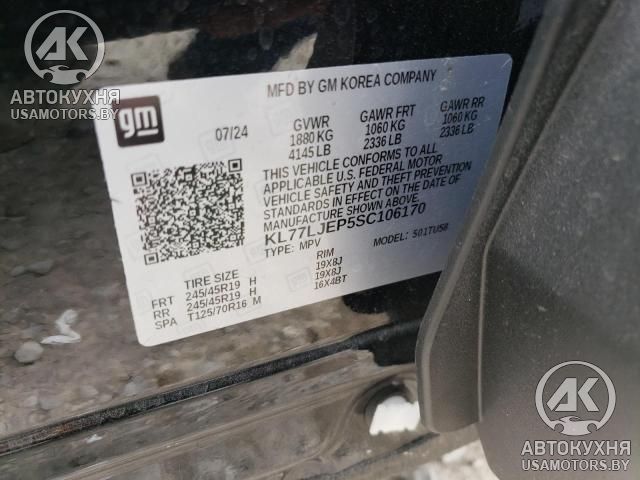 AK
АВТОКУХНЯ
USAMOTORS.BY
gm
MFD BY GM KOREA COMPANY
07/24
GVWR GAWR FRT GAWR RR
1880 KG 1060 KG 1060 KG
4145 LB 2336 LB 2336 LB
THIS VEHICLE CONFORMS TO ALL
APPLICABLE U.S. FEDERAL MOTOR
VEHICLE SAFETY AND THEFT PREVENTION
STANDARDS IN EFFECT ON THE DATE OF
MANUFACTURE SHOWN ABOVE.
KL77LJEP5SC106170
TYPE: MPV MODEL: 501TU58
TIRE SIZE RIM
FRT 245/45R19 H 19X8J
RR 245/45R19 H 19X8J
SPA T125/70R16 M 16X4BT
AK
АВТОКУХНЯ
USAMOTORS.BY